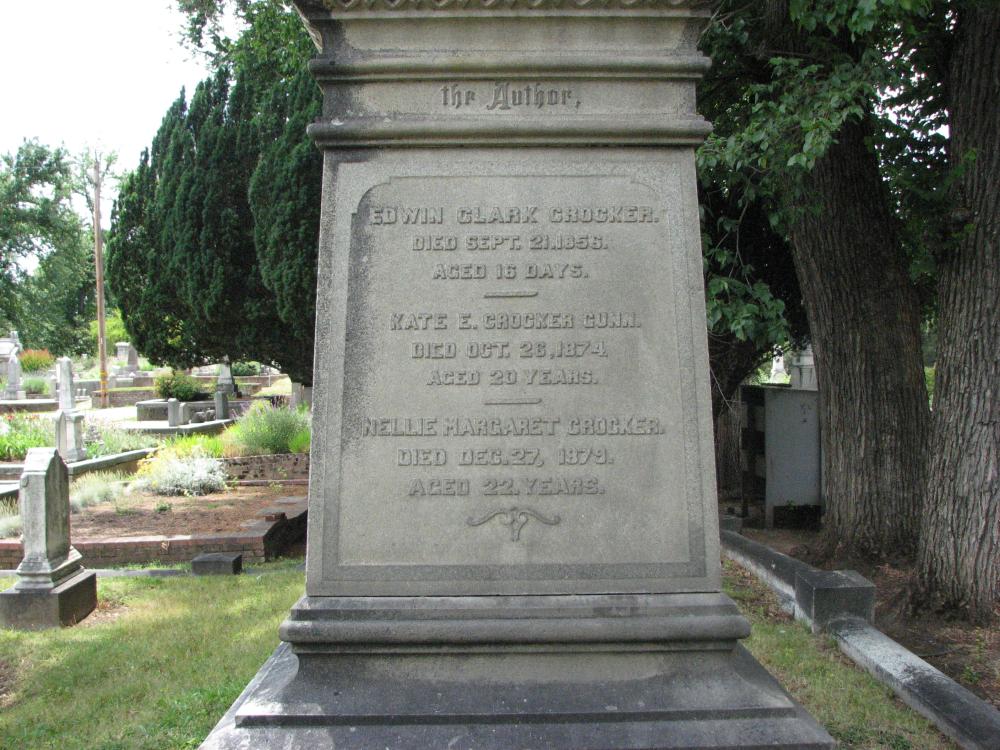 the Author,
EDWIN CLARK CROCKER.
DIED SEPT. 21.1856.
AGED 16 DAYS.
KATE E. CROCKER GUNN.
DIED OCT. 26,1874.
AGED 20 YEARS.
NELLIE MARGARET CROCKER.
DIED DEC. 27, 1879.
AGED 22. YEARS.